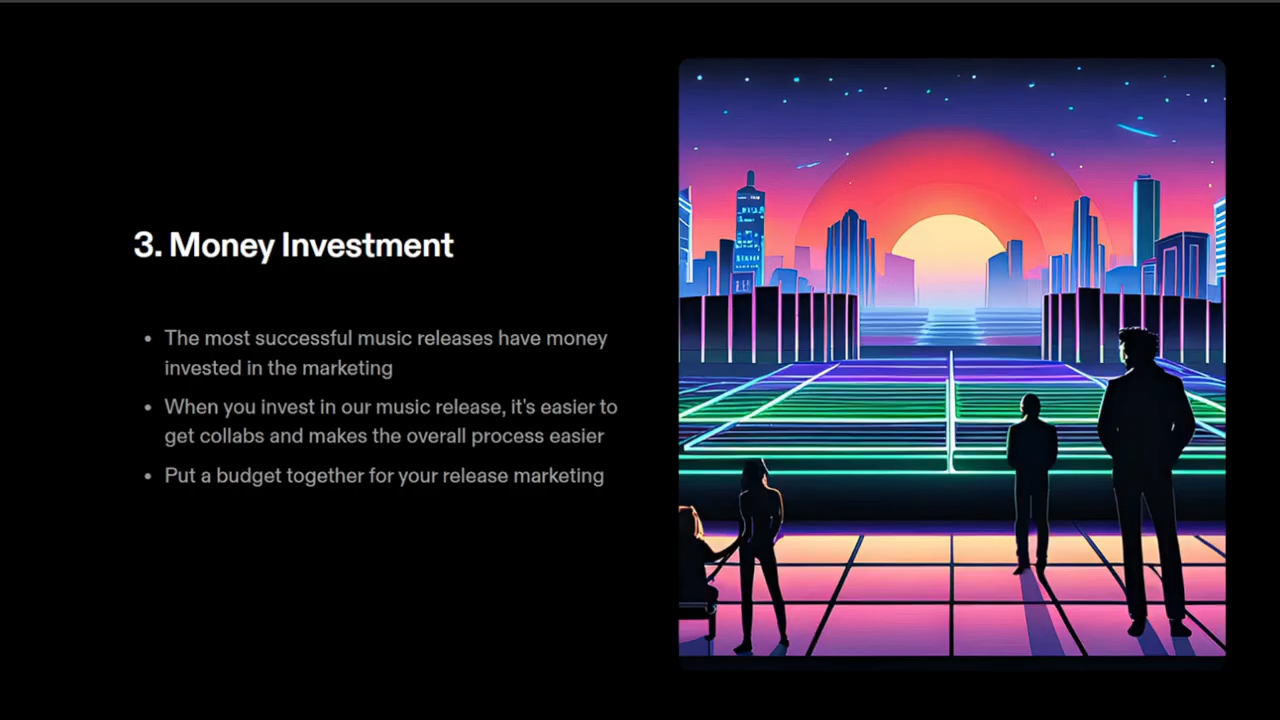 3. Money Investment
• The most successful music releases have money
invested in the marketing
• When you invest in our music release, it's easier to
get collabs and makes the overall process easier
• Put a budget together for your release marketing